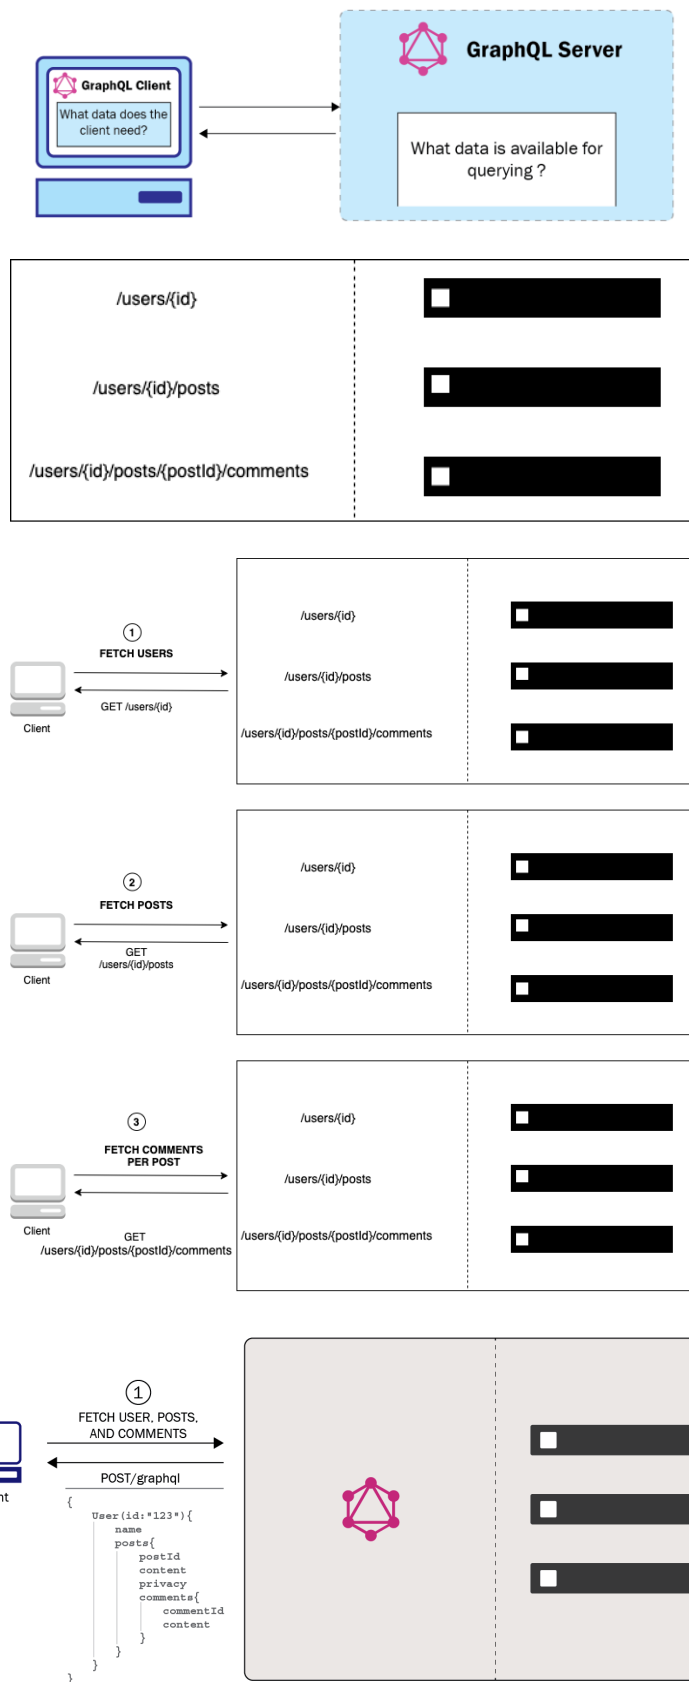 GraphQL Client
What data does the
client need?
GraphQL Server
What data is available for
querying ?
/users/{id}
/users/{id}/posts
/users/{id}/posts/{postId}/comments
1
FETCH USERS
GET /users/{id}
Client
/users/{id}
/users/{id}/posts
/users/{id}/posts/{postId}/comments
2
FETCH POSTS
GET
/users/{id}/posts
Client
/users/{id}
/users/{id}/posts
/users/{id}/posts/{postId}/comments
3
FETCH COMMENTS
PER POST
GET
/users/{id}/posts/{postId}/comments
Client
/users/{id}
/users/{id}/posts
/users/{id}/posts/{postId}/comments
1
FETCH USER, POSTS,
AND COMMENTS
POST/graphql
nt
{
User(id:"123"){
name
posts{
postId
content
privacy
comments{
commentId
content
}
}
}
}